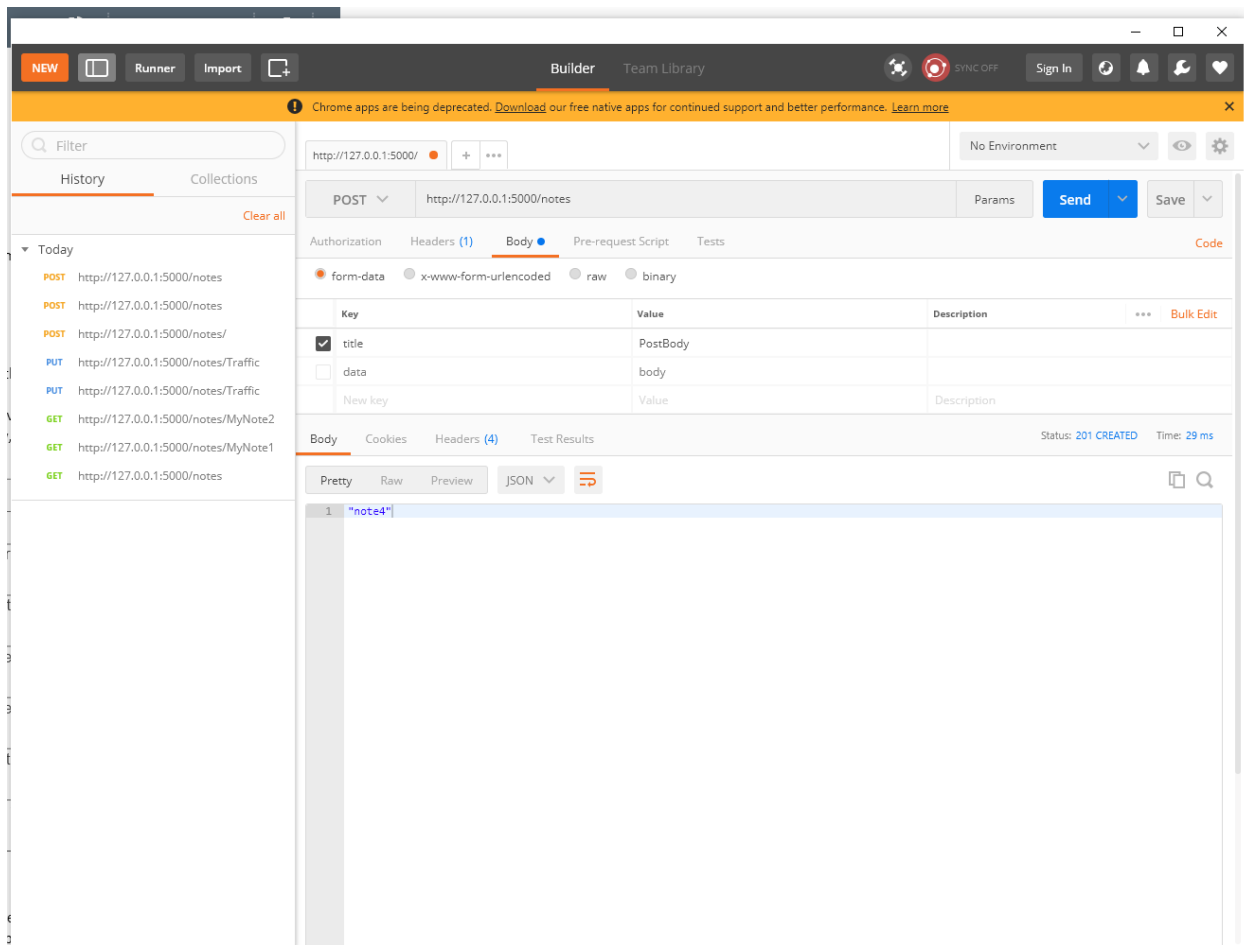 NEW Runner Import Builder Team Library SYNC OFF Sign In
Chrome apps are being deprecated. Download our free native apps for continued support and better performance. Learn more
Filter
History Collections
Clear all
Today
POST http://127.0.0.1:5000/notes
POST http://127.0.0.1:5000/notes
POST http://127.0.0.1:5000/notes/
PUT http://127.0.0.1:5000/notes/Traffic
PUT http://127.0.0.1:5000/notes/Traffic
GET http://127.0.0.1:5000/notes/MyNote2
GET http://127.0.0.1:5000/notes/MyNote1
GET http://127.0.0.1:5000/notes
http://127.0.0.1:5000/ + •••
No Environment
POST http://127.0.0.1:5000/notes Params Send Save
Authorization Headers (1) Body Pre-request Script Tests Code
form-data x-www-form-urlencoded raw binary
Key Value Description ••• Bulk Edit
title PostBody
data body
New key Value Description
Body Cookies Headers (4) Test Results Status: 201 CREATED Time: 29 ms
Pretty Raw Preview JSON
1 "note4"